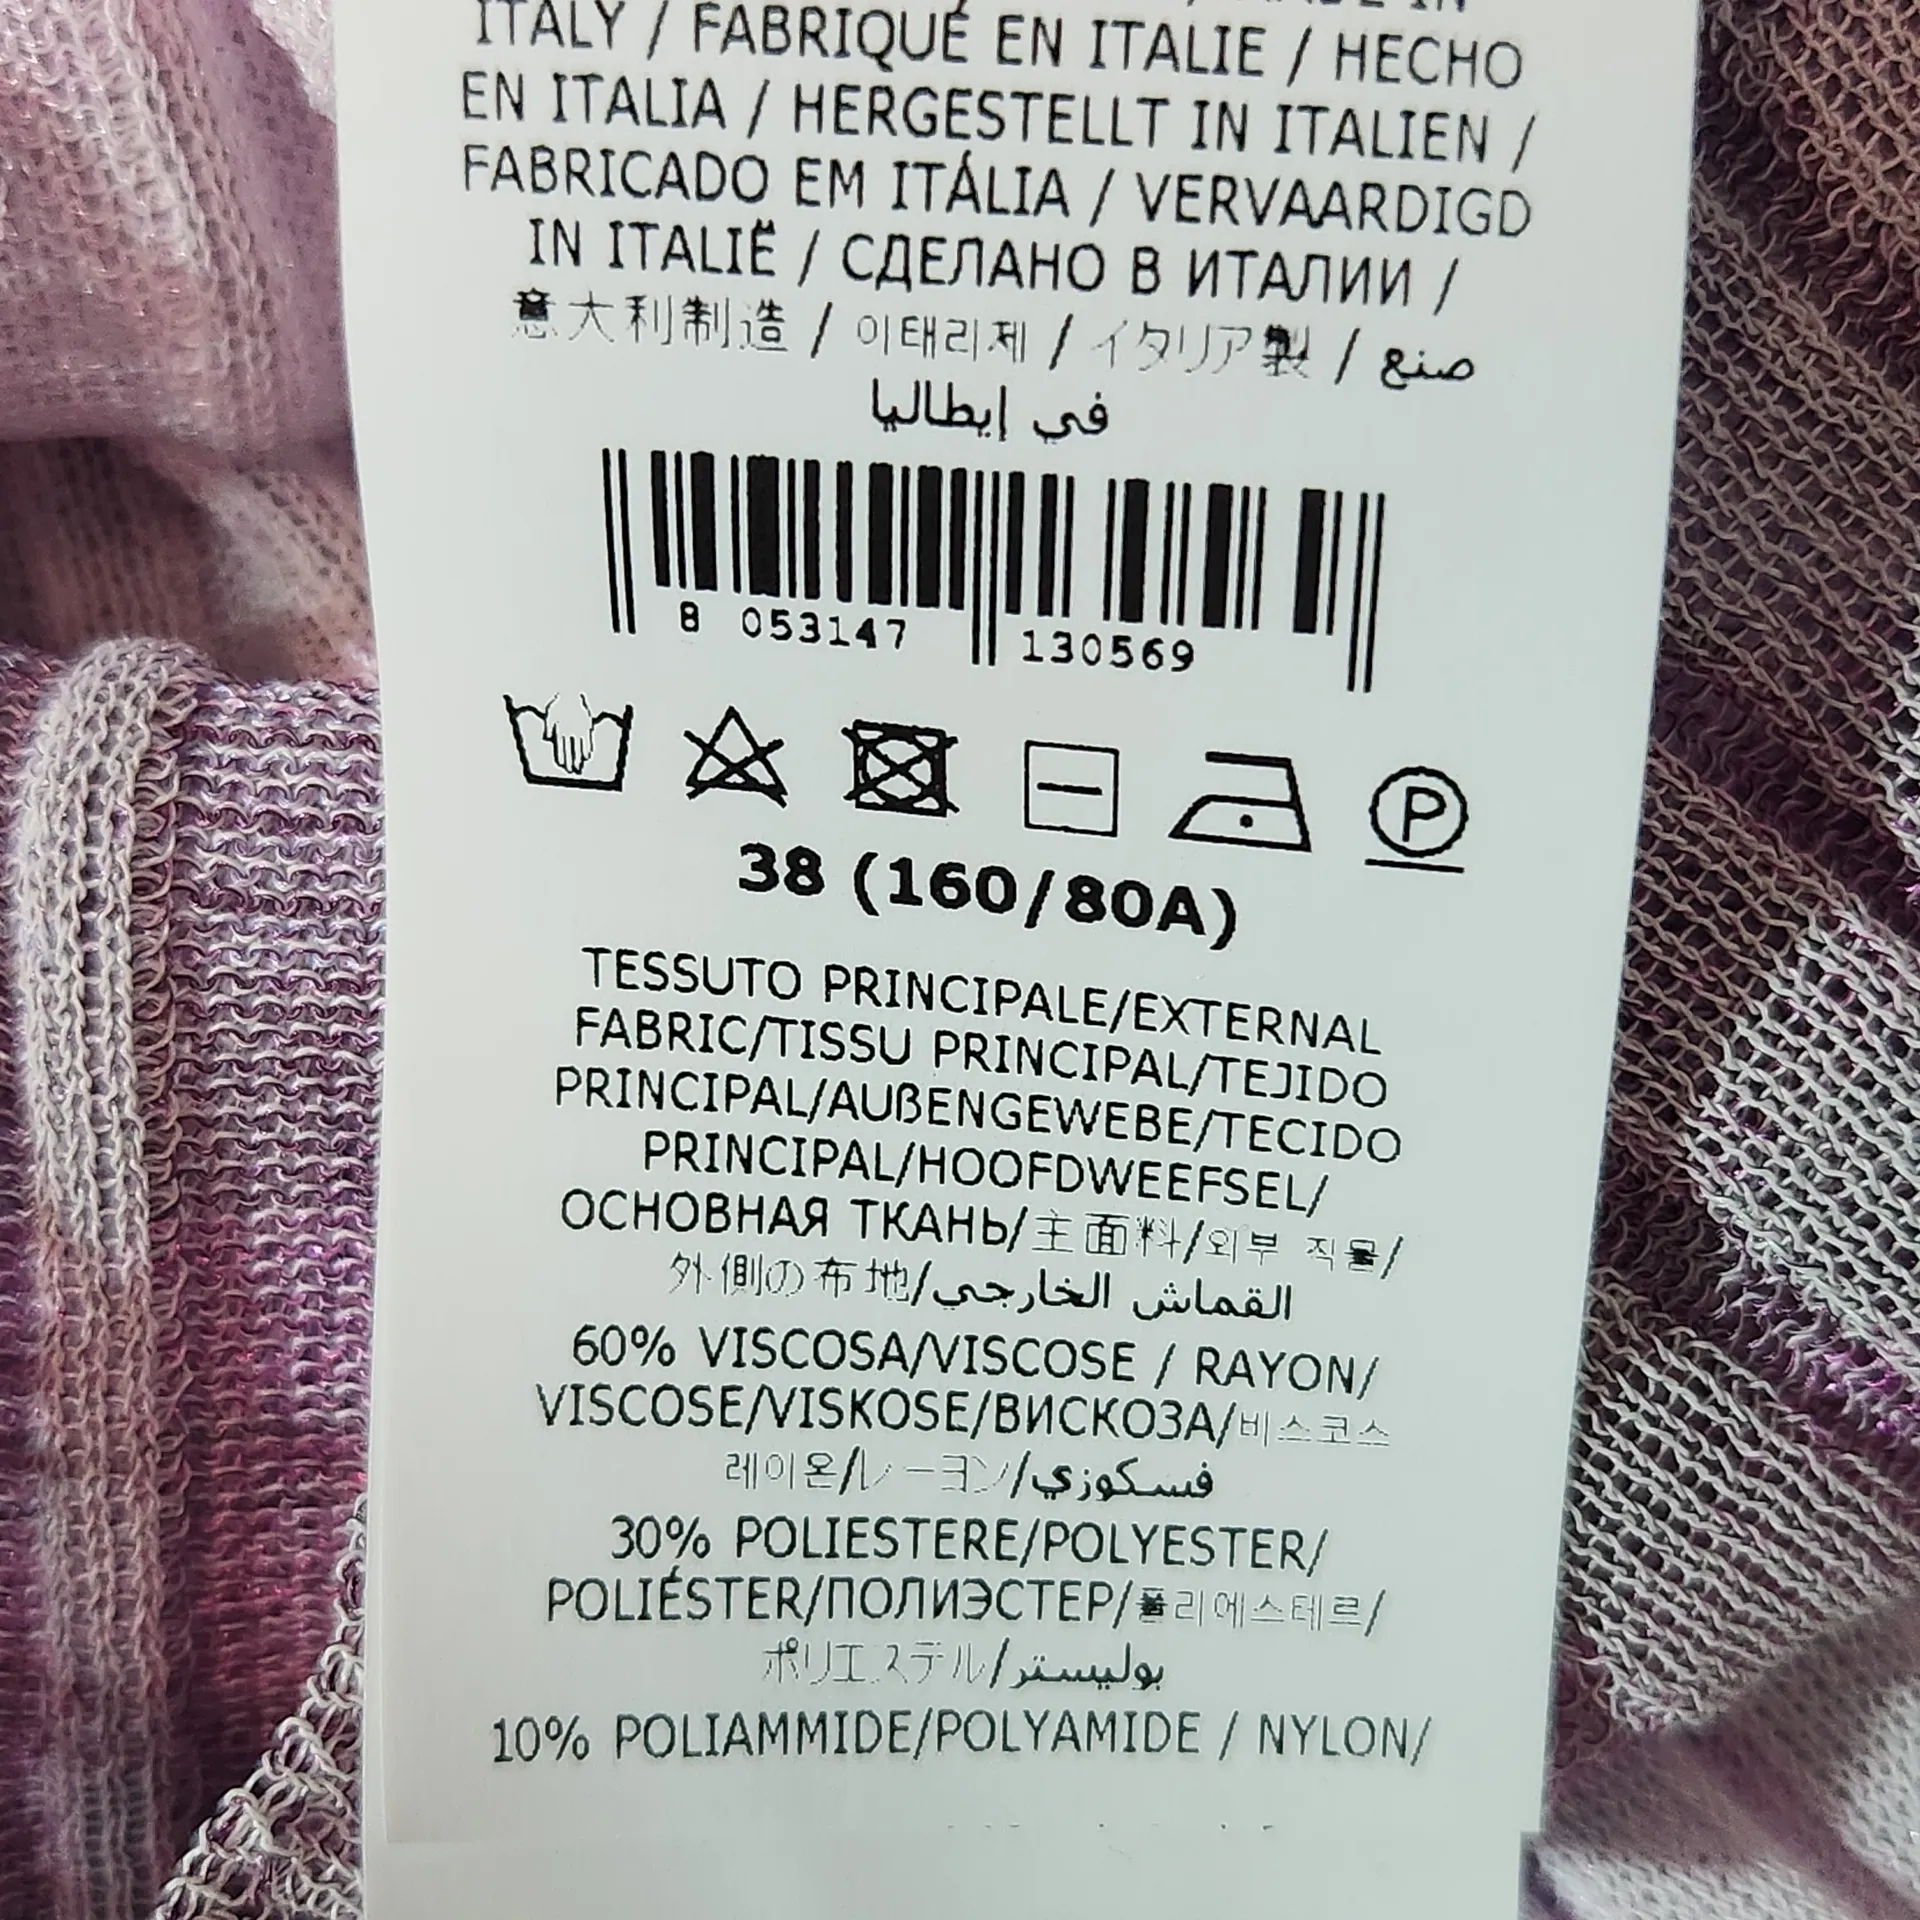 ITALY / FABRIQUÉ EN ITALIE / HECHO
EN ITALIA / HERGESTELLT IN ITALIEN /
FABRICADO EM ITÁLIA / VERVAARDIGD
IN ITALIË / СДЕЛАНО В ИТАЛИИ /
意大利制造 / 이태리제 / イタリア製 / صنع
في إيطاليا
8 053147 130569
P
38 (160/80A)
TESSUTO PRINCIPALE/EXTERNAL
FABRIC/TISSU PRINCIPAL/TEJIDO
PRINCIPAL/AUßENGEWEBE/TECIDO
PRINCIPAL/HOOFDWEEFSEL/
ОСНОВНАЯ ТКАНЬ/主面料/외부 직물/
外側の布地/القماش الخارجي
60% VISCOSA/VISCOSE / RAYON/
VISCOSE/VISKOSE/ВИСКОЗА/비스코스
레이온/レーヨン/فسكوزي
30% POLIESTERE/POLYESTER/
POLIÉSTER/ПОЛИЭСТЕР/폴리에스테르/
ポリエステル/بوليستر
10% POLIAMMIDE/POLYAMIDE / NYLON/